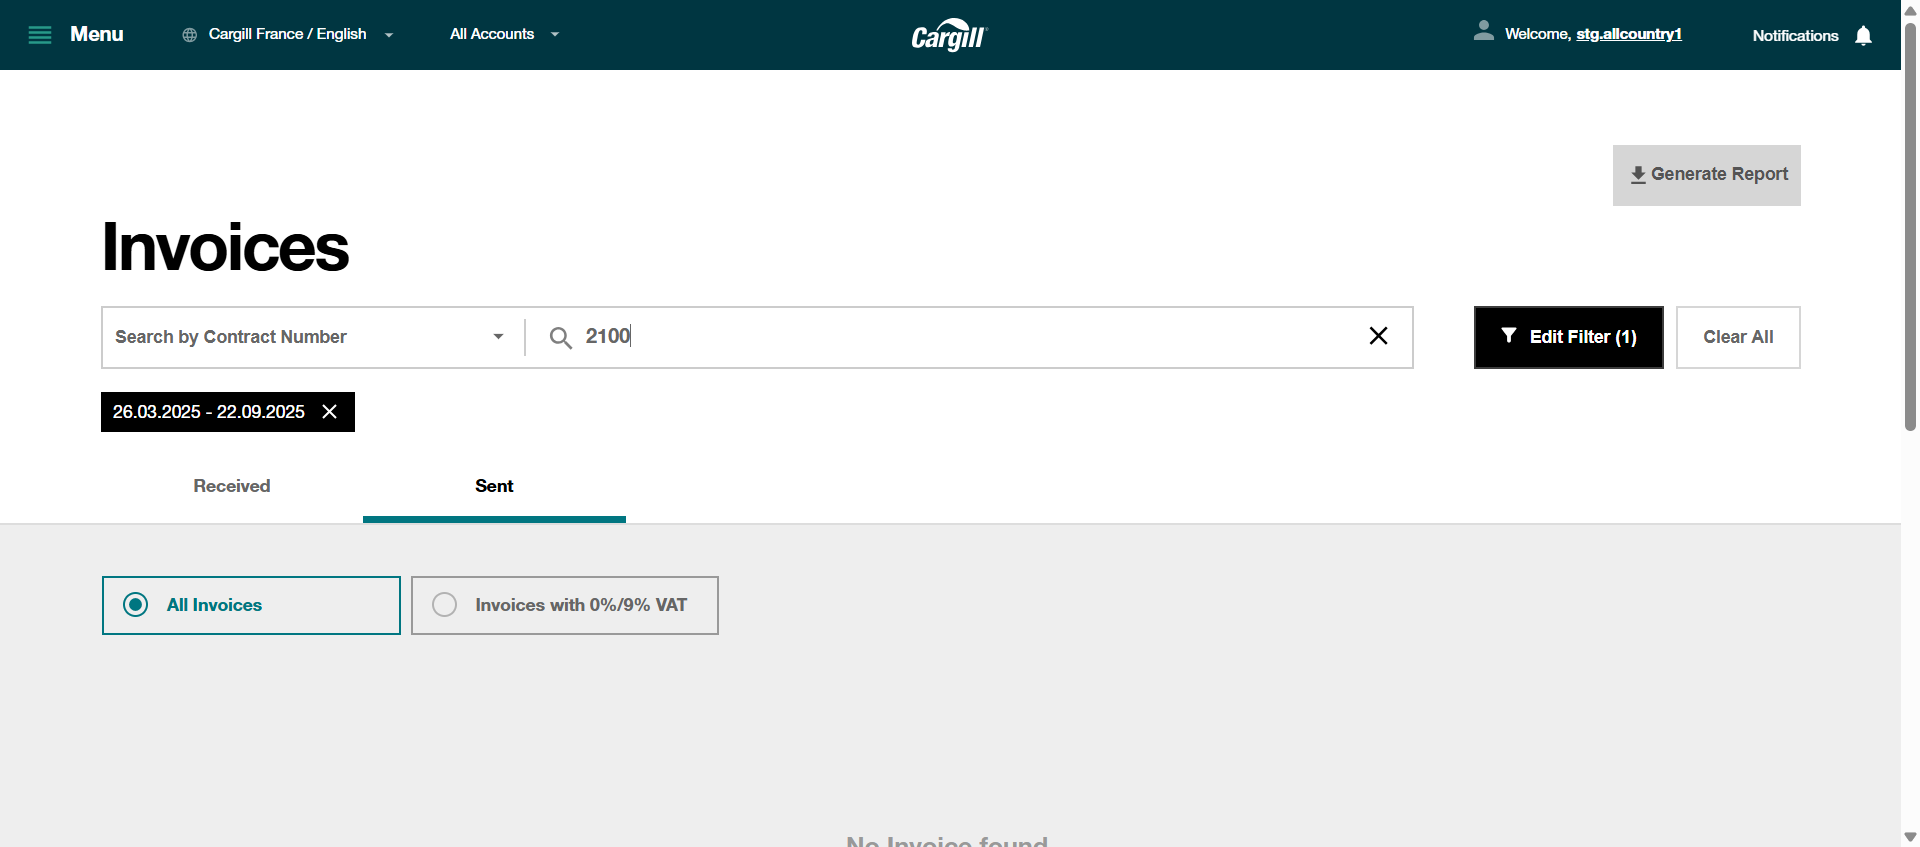 Menu
Cargill France / English
All Accounts
Cargill
Welcome, stg.allcountry1
Notifications
Generate Report
Invoices
Search by Contract Number
2100
Edit Filter (1)
Clear All
26.03.2025 - 22.09.2025
Received
Sent
All Invoices
Invoices with 0%/9% VAT
No Invoice found